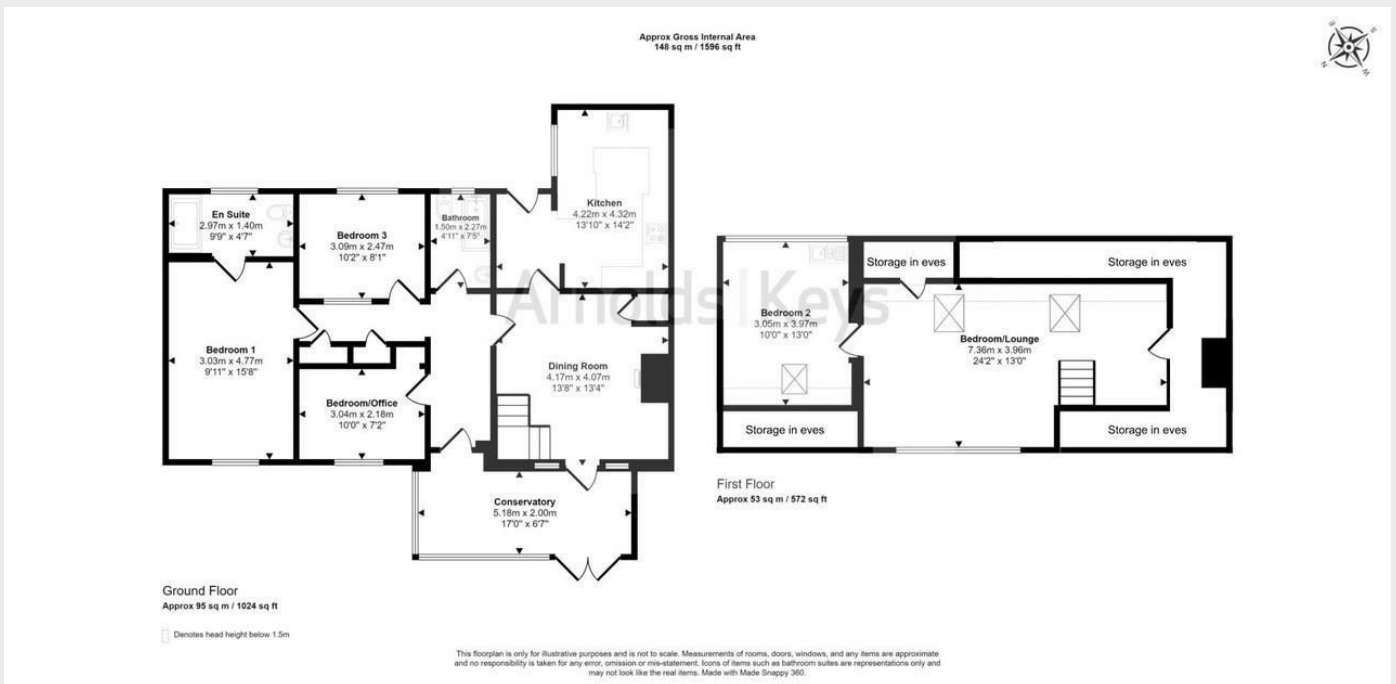 Approx Gross Internal Area
148 sq m / 1596 sq ft
E
S
N
W
En Suite
2.97m x 1.40m
9'9" x 4'7"
Bedroom 3
3.09m x 2.47m
10'2" x 8'1"
Bathroom
1.50m x 2.27m
4'11" x 7'5"
Kitchen
4.22m x 4.32m
13'10" x 14'2"
Arnolds | Keys
Bedroom 1
3.03m x 4.77m
9'11" x 15'8"
Bedroom/Office
3.04m x 2.18m
10'0" x 7'2"
Dining Room
4.17m x 4.07m
13'8" x 13'4"
Conservatory
5.18m x 2.00m
17'0" x 6'7"
Storage in eves
Storage in eves
Bedroom 2
3.05m x 3.97m
10'0" x 13'0"
Bedroom/Lounge
7.36m x 3.96m
24'2" x 13'0"
Storage in eves
Storage in eves
First Floor
Approx 53 sq m / 572 sq ft
Ground Floor
Approx 95 sq m / 1024 sq ft
Denotes head height below 1.5m
This floorplan is only for illustrative purposes and is not to scale. Measurements of rooms, doors, windows, and any items are approximate
and no responsibility is taken for any error, omission or mis-statement. Icons of items such as bathroom suites are representations only and
may not look like the real items. Made with Made Snappy 360.